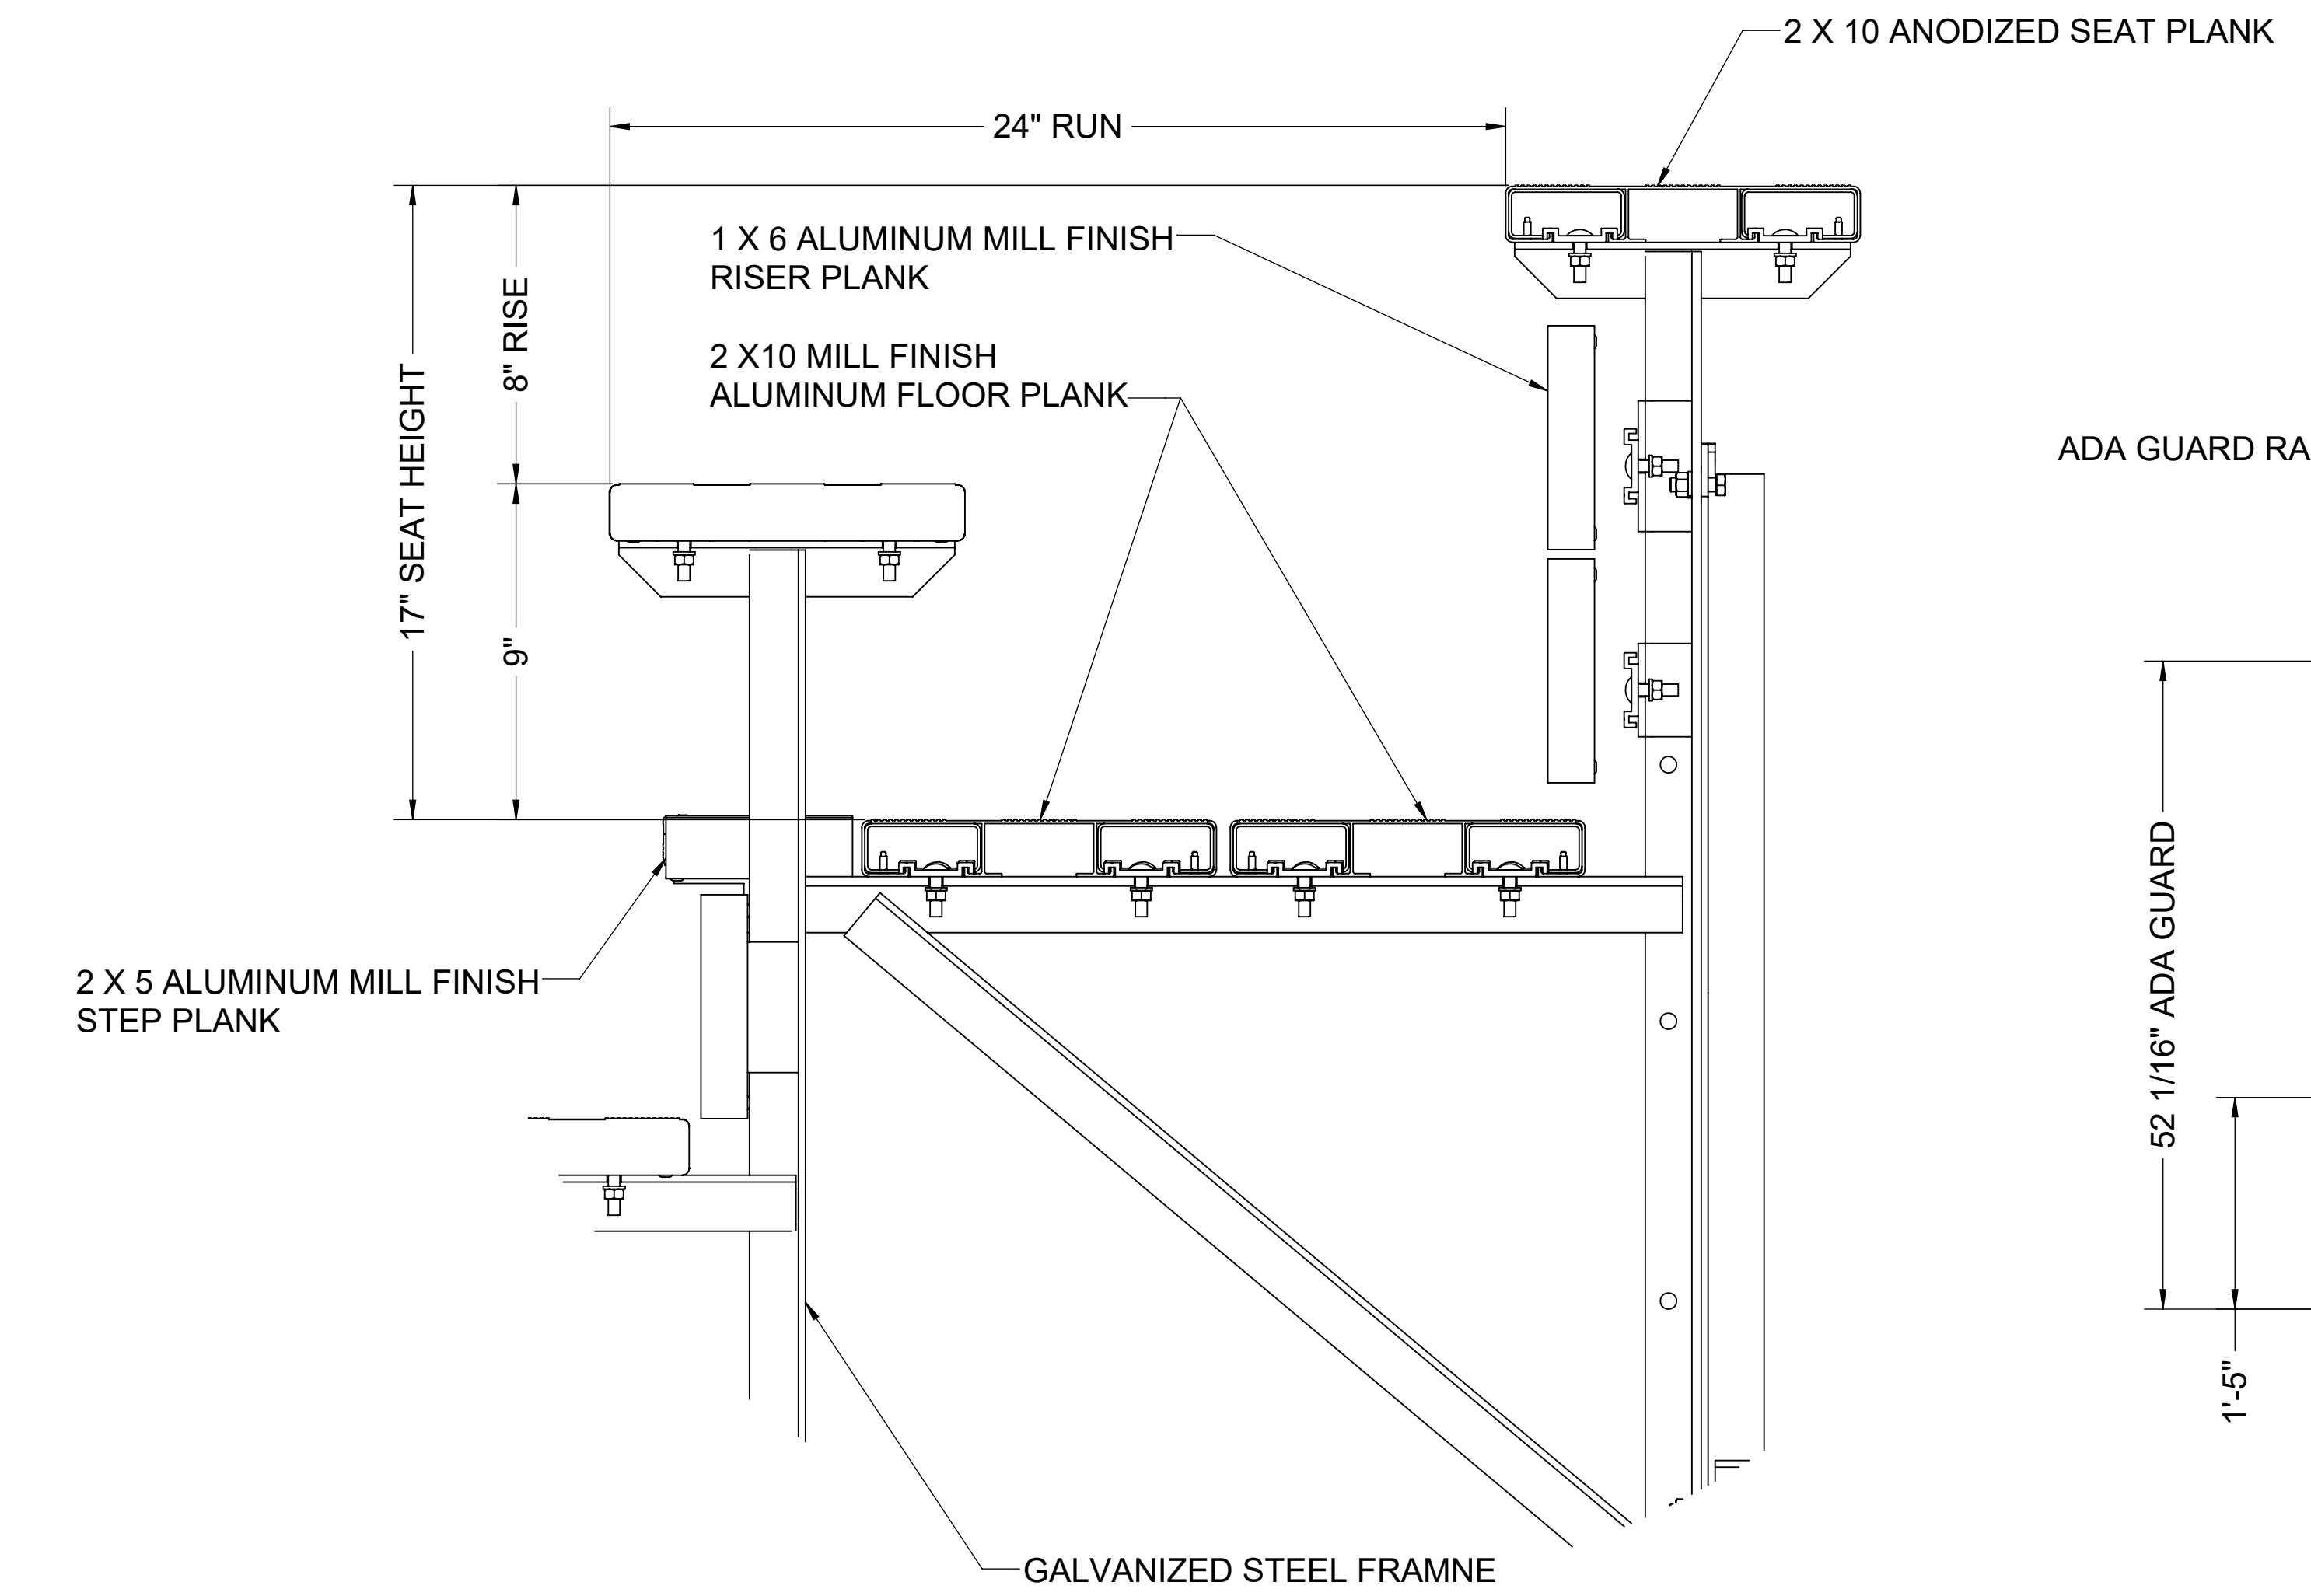 2 X 10 ANODIZED SEAT PLANK
24" RUN
1 X 6 ALUMINUM MILL FINISH
RISER PLANK
8" RISE
2 X10 MILL FINISH
ALUMINUM FLOOR PLANK
17" SEAT HEIGHT
ADA GUARD RA
9"
52 1/16" ADA GUARD
2 X 5 ALUMINUM MILL FINISH
STEP PLANK
1'-5"
GALVANIZED STEEL FRAMNE